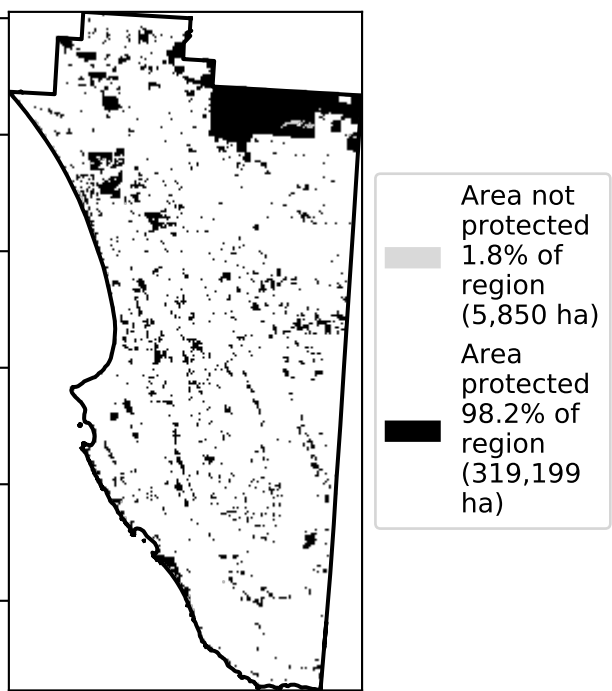 Area not
protected
1.8% of
region
(5,850 ha)
Area
protected
98.2% of
region
(319,199
ha)